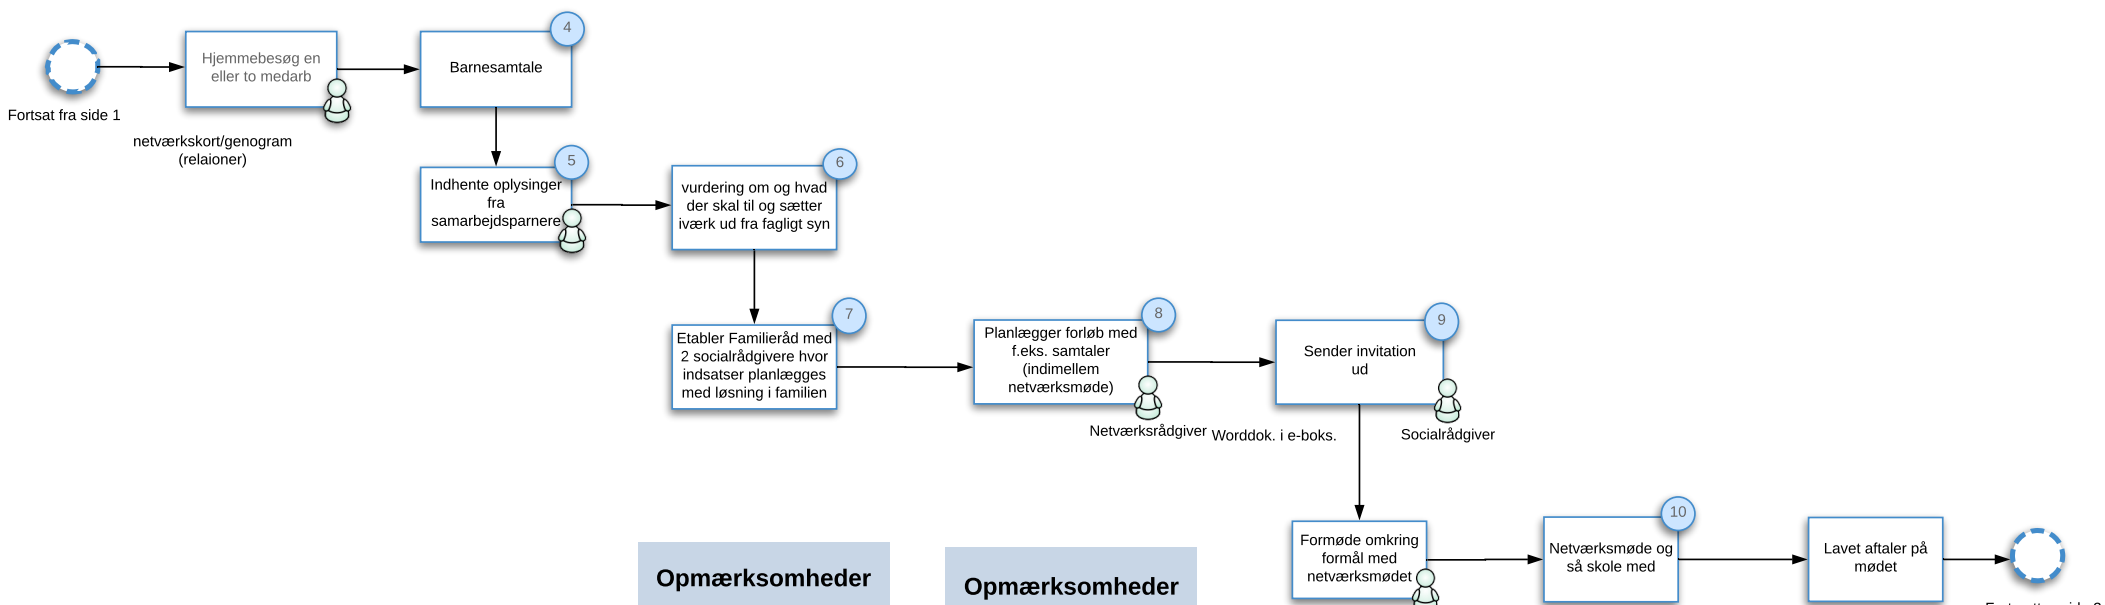 Fortsat fra side 1
Hjemmebesøg en
eller to medarb
netværkskort/genogram
(relaioner)
4
Barnesamtale
5
Indhente oplysinger
fra
samarbejdsparnere
6
vurdering om og hvad
der skal til og sætter
iværk ud fra fagligt syn
7
Etabler Familieråd med
2 socialrådgivere hvor
indsatser planlægges
med løsning i familien
8
Planlægger forløb med
f.eks. samtaler
(indimellem
netværksmøde)
Netværksrådgiver
9
Sender invitation
ud
Worddok. i e-boks.
Socialrådgiver
Formøde omkring
formål med
netværksmødet
10
Netværksmøde og
så skole med
Lavet aftaler på
mødet
Opmærksomheder
Opmærksomheder